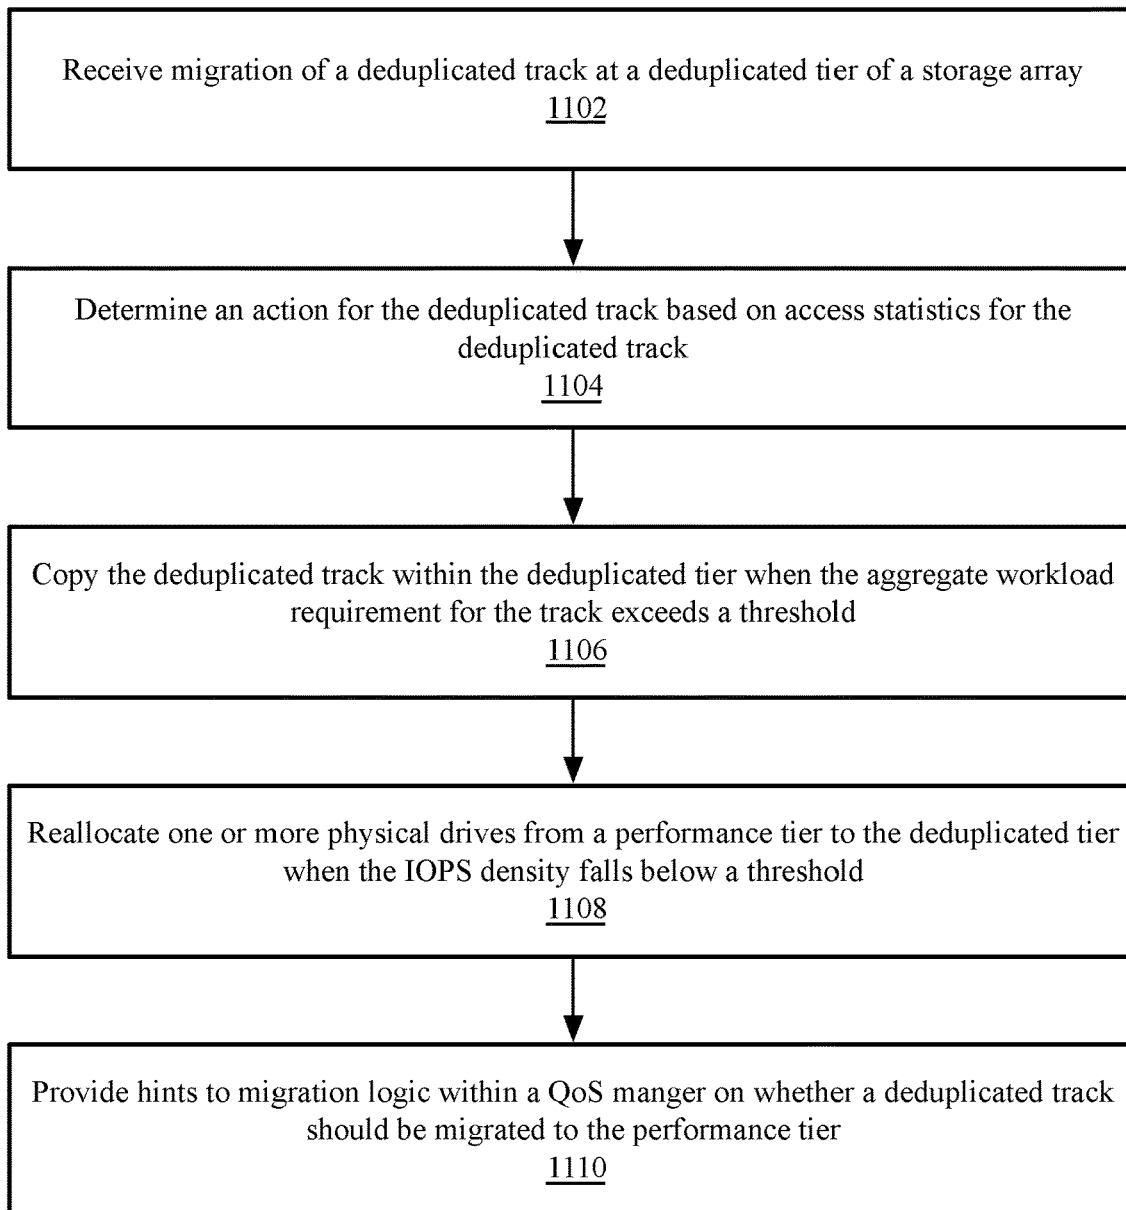 Receive migration of a deduplicated track at a deduplicated tier of a storage array
1102
Determine an action for the deduplicated track based on access statistics for the
deduplicated track
1104
Copy the deduplicated track within the deduplicated tier when the aggregate workload
requirement for the track exceeds a threshold
1106
Reallocate one or more physical drives from a performance tier to the deduplicated tier
when the IOPS density falls below a threshold
1108
Provide hints to migration logic within a QoS manger on whether a deduplicated track
should be migrated to the performance tier
1110